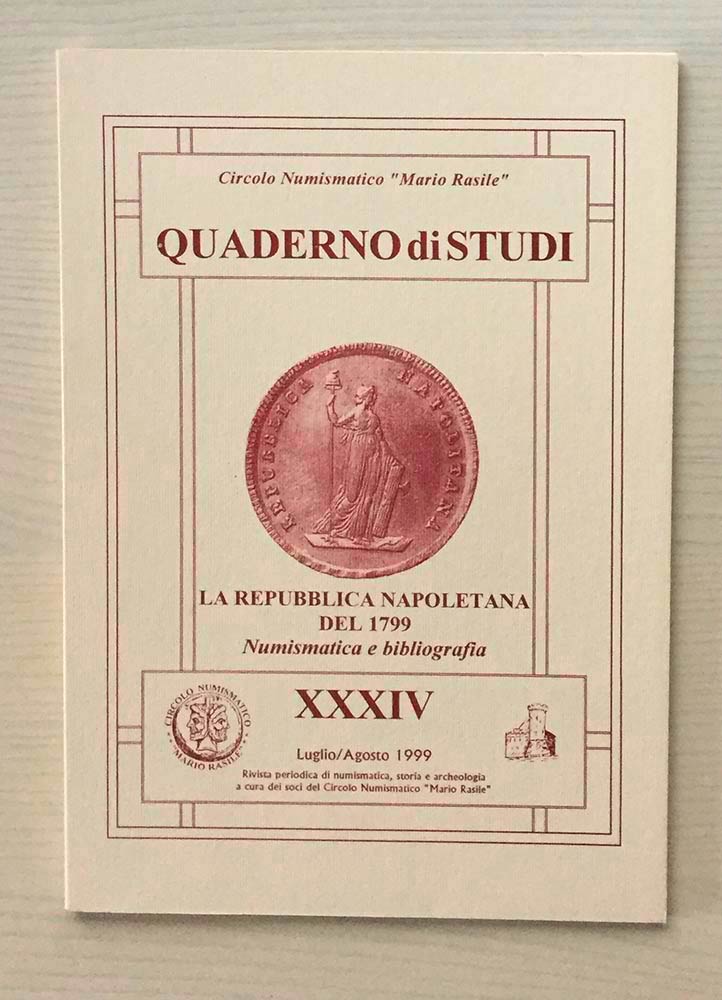 Circolo Numismatico "Mario Rasile"
QUADERNO di STUDI
REPUBBLICA NAPOLITANA
LA REPUBBLICA NAPOLETANA
DEL 1799
Numismatica e bibliografia
XXXIV
CIRCOLO NUMISMATICO
"MARIO RASILE"
Luglio/Agosto 1999
Rivista periodica di numismatica, storia e archeologia
a cura dei soci del Circolo Numismatico "Mario Rasile"